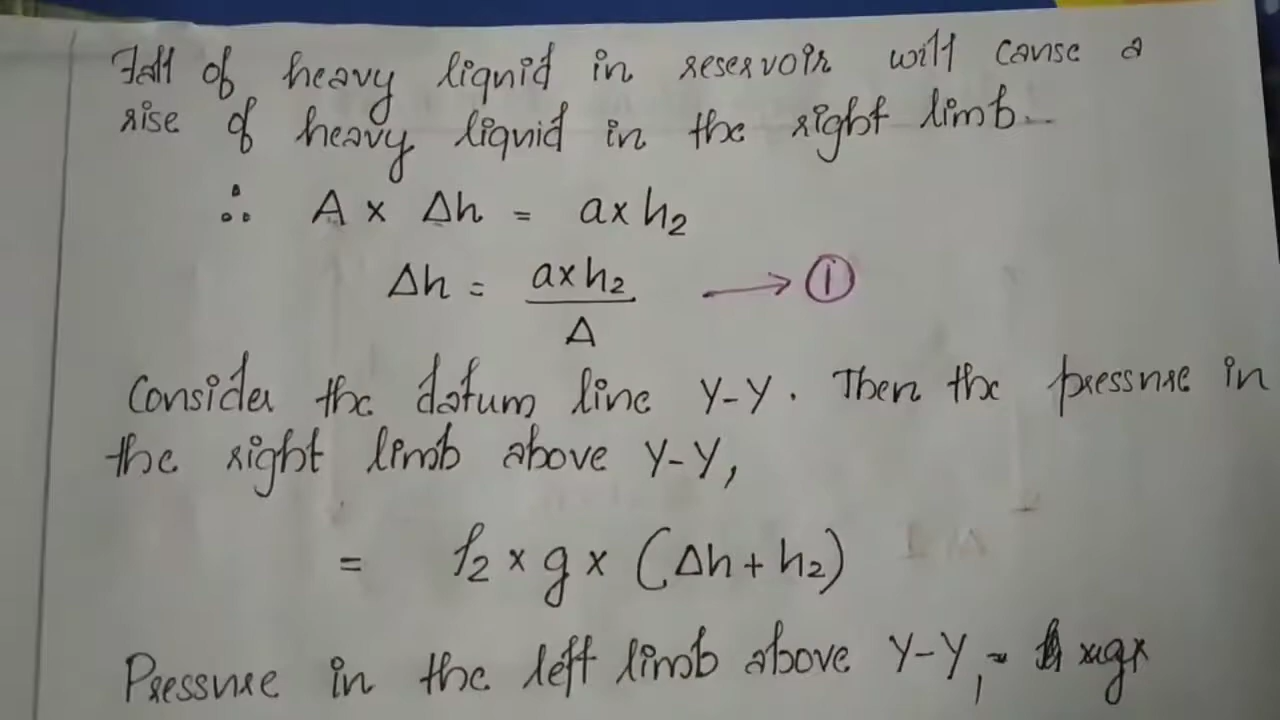 Fall of heavy liquid in reservoir will cause a
rise of heavy liquid in the right limb.
∴ A x Δh = a x h₂
Δh = a x h₂ / A → ①
Consider the datum line Y-Y. Then the pressure in
the right limb above Y-Y,
= ρ₂ x g x (Δh + h₂)
Pressure in the left limb above Y-Y, = x g x